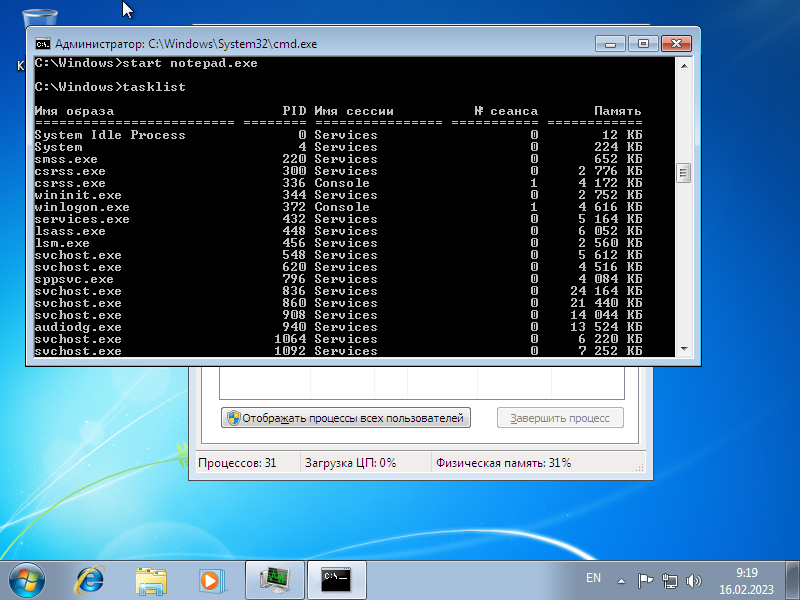 Администратор: C:\Windows\System32\cmd.exe
C:\Windows>start notepad.exe
C:\Windows>tasklist
Имя образа PID Имя сессии № сеанса Память
========================= ======== ================ =========== ============
System Idle Process 0 Services 0 12 КБ
System 4 Services 0 224 КБ
smss.exe 220 Services 0 652 КБ
csrss.exe 300 Services 0 2 776 КБ
csrss.exe 336 Console 1 4 172 КБ
wininit.exe 344 Services 0 2 752 КБ
winlogon.exe 372 Console 1 4 616 КБ
services.exe 432 Services 0 5 164 КБ
lsass.exe 448 Services 0 6 052 КБ
lsm.exe 456 Services 0 2 560 КБ
svchost.exe 548 Services 0 5 612 КБ
svchost.exe 620 Services 0 4 516 КБ
sppsvc.exe 796 Services 0 4 084 КБ
svchost.exe 836 Services 0 24 164 КБ
svchost.exe 860 Services 0 21 440 КБ
svchost.exe 908 Services 0 14 044 КБ
audiodg.exe 940 Services 0 13 524 КБ
svchost.exe 1064 Services 0 6 220 КБ
svchost.exe 1092 Services 0 7 252 КБ
Отображать процессы всех пользователей Завершить процесс
Процессов: 31 Загрузка ЦП: 0% Физическая память: 31%
EN 9:19
16.02.2023